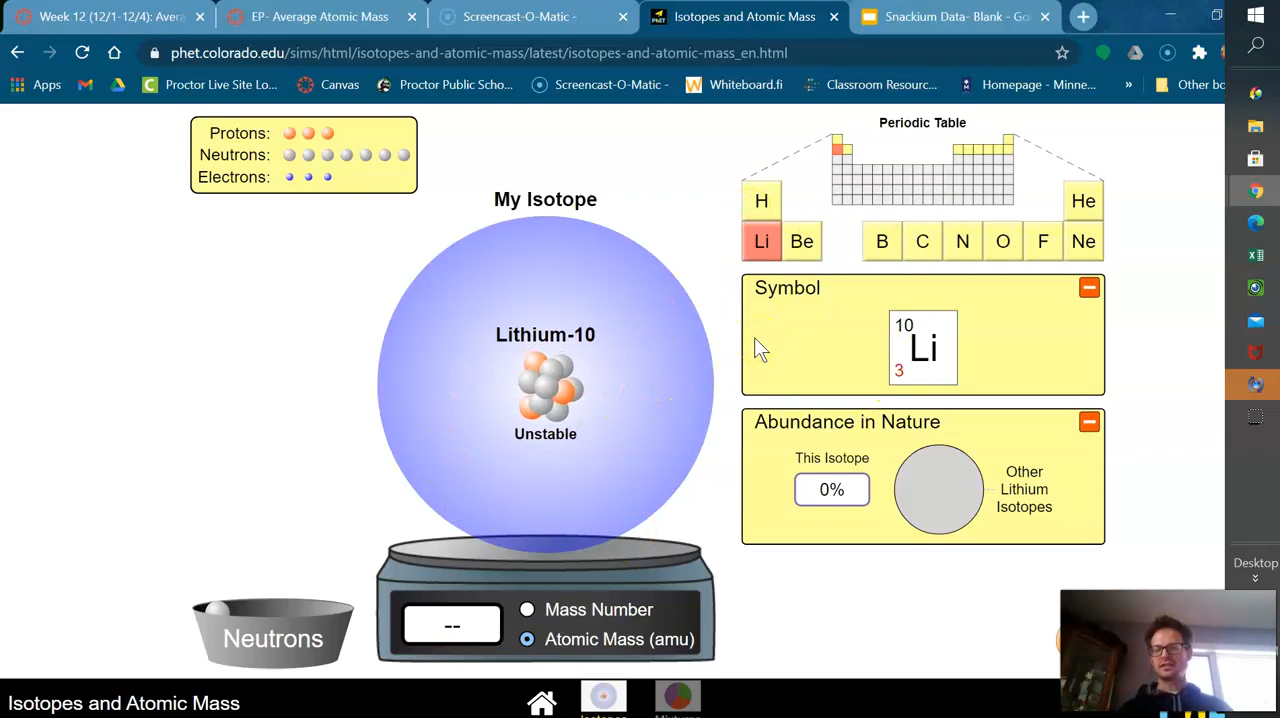 Week 12 (12/1-12/4): Avera
EP- Average Atomic Mass
Screencast-O-Matic -
Isotopes and Atomic Mass
Snackium Data- Blank - Go
phet.colorado.edu/sims/html/isotopes-and-atomic-mass/latest/isotopes-and-atomic-mass_en.html
Apps
Proctor Live Site Lo...
Canvas
Proctor Public Scho...
Screencast-O-Matic -
Whiteboard.fi
Classroom Resourc...
Homepage - Minne...
»
Other bo
Protons:
Neutrons:
Electrons:
My Isotope
Lithium-10
Unstable
Periodic Table
H He
Li Be B C N O F Ne
Symbol
10
Li
3
Abundance in Nature
This Isotope
0%
Other
Lithium
Isotopes
Neutrons
--
Mass Number
Atomic Mass (amu)
Isotopes and Atomic Mass
Isotopes
Mixtures
Desktop